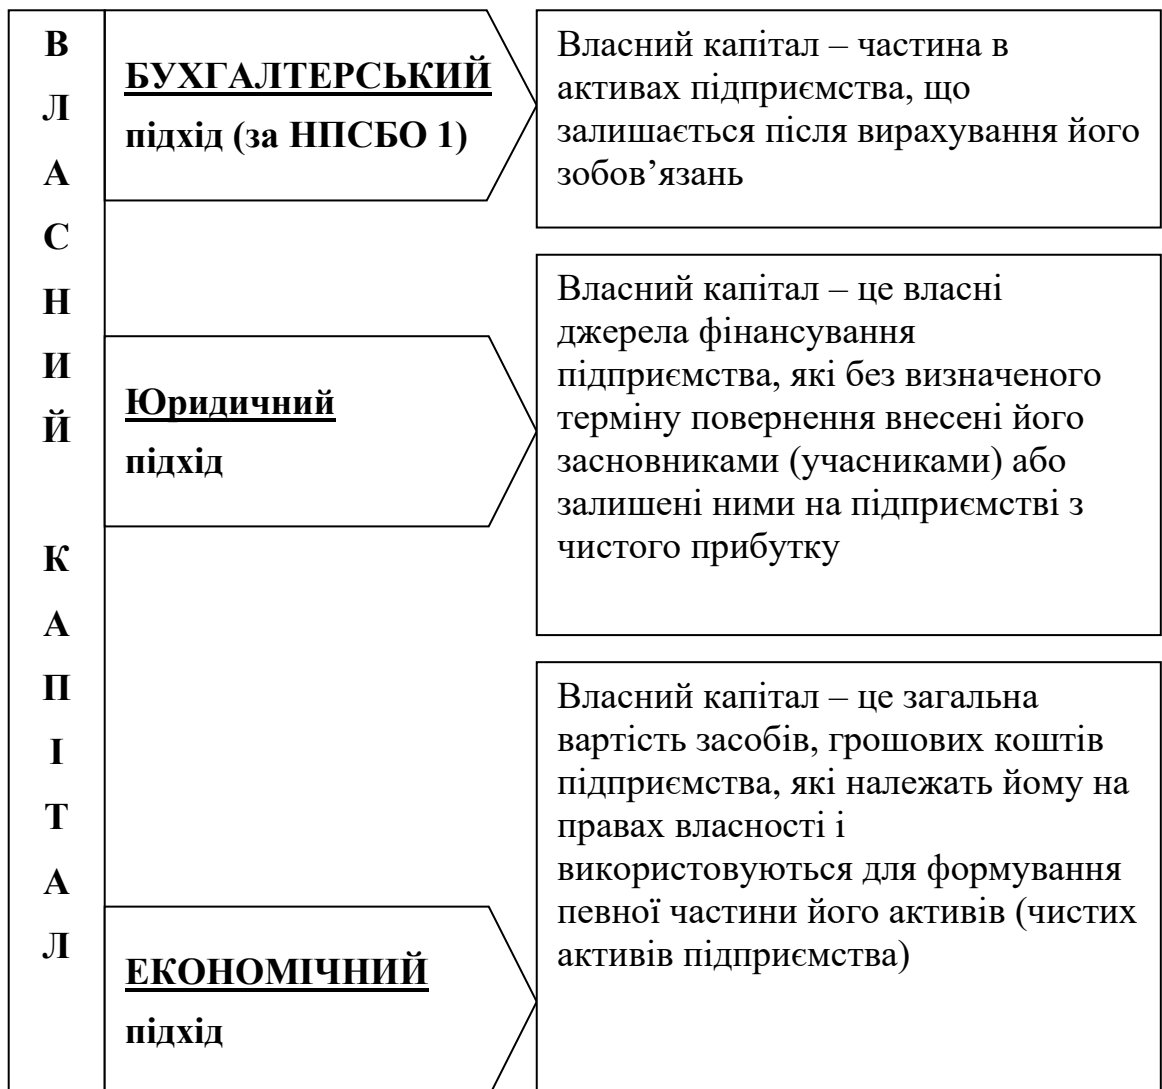 ВЛАСНИЙ КАПІТАЛ
БУХГАЛТЕРСЬКИЙ
підхід (за НПСБО 1)
Власний капітал – частина в
активах підприємства, що
залишається після вирахування його
зобов’язань
Юридичний
підхід
Власний капітал – це власні
джерела фінансування
підприємства, які без визначеного
терміну повернення внесені його
засновниками (учасниками) або
залишені ними на підприємстві з
чистого прибутку
ЕКОНОМІЧНИЙ
підхід
Власний капітал – це загальна
вартість засобів, грошових коштів
підприємства, які належать йому на
правах власності і
використовуються для формування
певної частини його активів (чистих
активів підприємства)